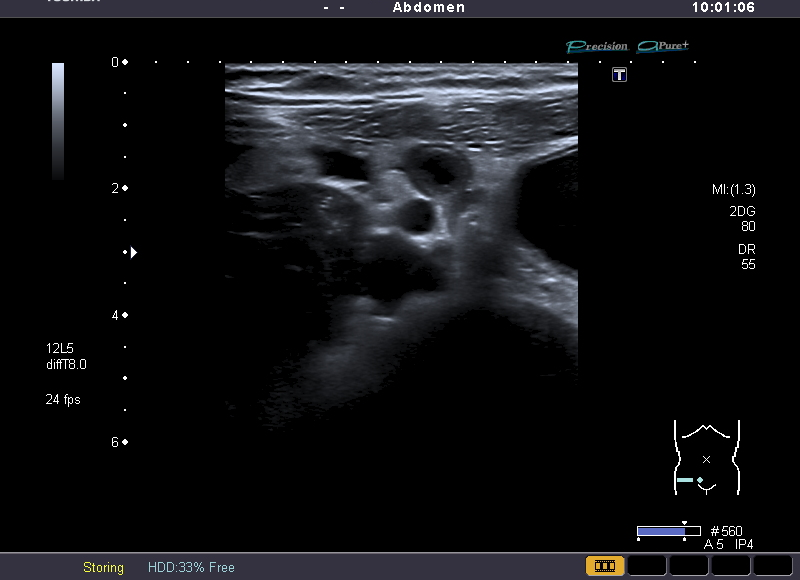 - - Abdomen 10:01:06
Precision APure+
0
T
2
MI:(1.3)
2DG
80
DR
55
4
12L5
diffT8.0
24 fps
6
#560
A 5 IP4
Storing HDD:33% Free